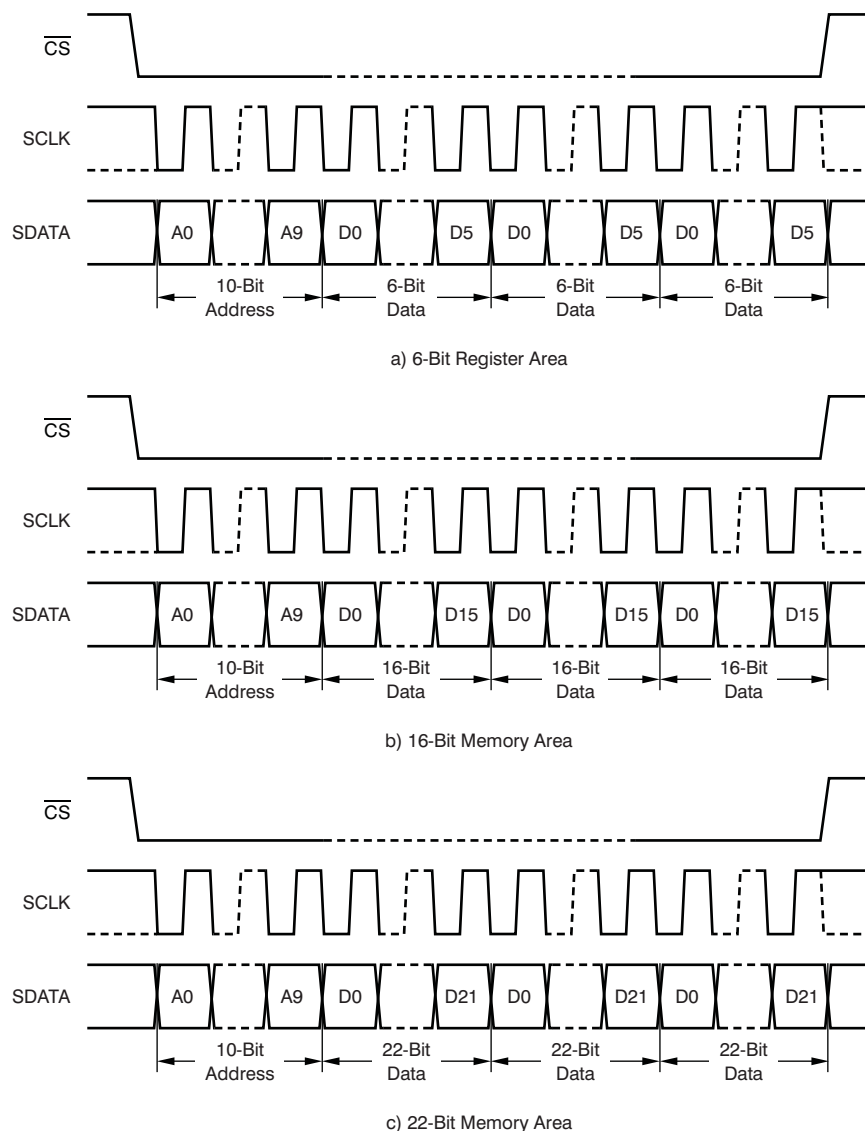 CS
SCLK
SDATA A0 A9 D0 D5 D0 D5 D0 D5
10-Bit Address 6-Bit Data 6-Bit Data 6-Bit Data
a) 6-Bit Register Area
CS
SCLK
SDATA A0 A9 D0 D15 D0 D15 D0 D15
10-Bit Address 16-Bit Data 16-Bit Data 16-Bit Data
b) 16-Bit Memory Area
CS
SCLK
SDATA A0 A9 D0 D21 D0 D21 D0 D21
10-Bit Address 22-Bit Data 22-Bit Data 22-Bit Data
c) 22-Bit Memory Area